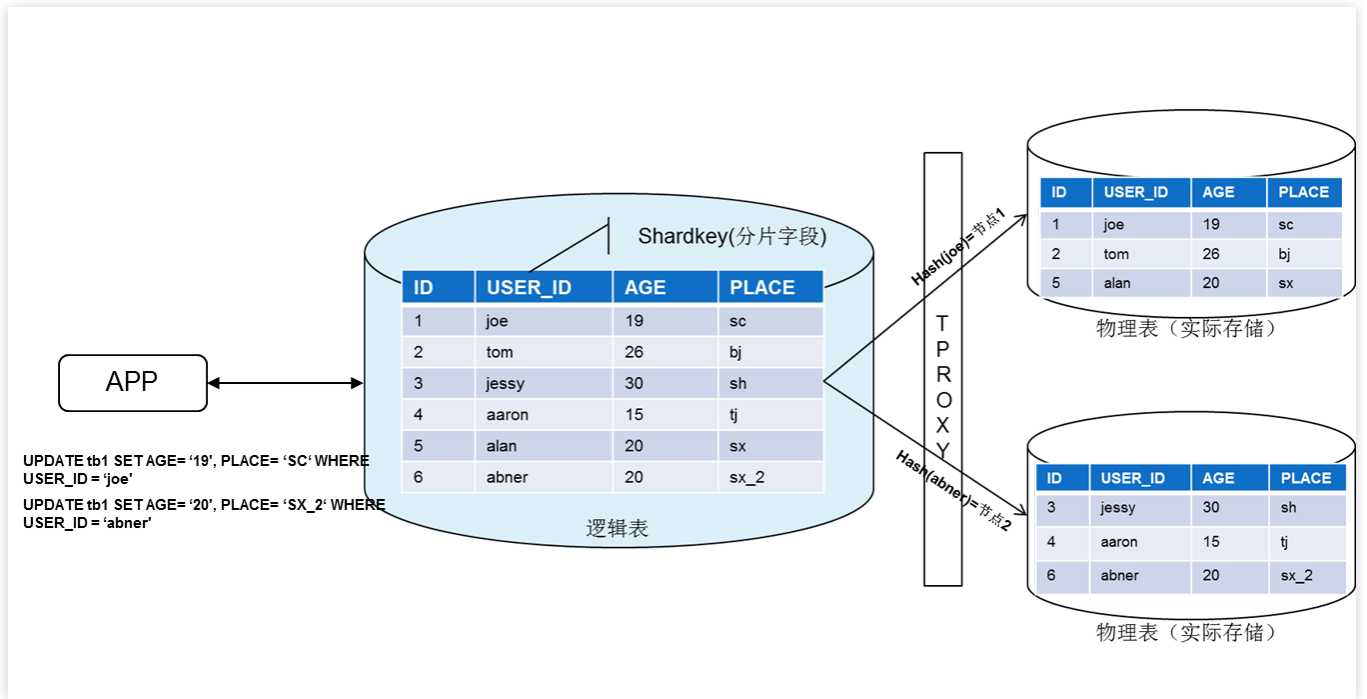 APP
UPDATE tb1 SET AGE= ‘19’, PLACE= ‘SC‘ WHERE
USER_ID = ‘joe’
UPDATE tb1 SET AGE= ‘20’, PLACE= ‘SX_2‘ WHERE
USER_ID = ‘abner’
Shardkey(分片字段)
ID USER_ID AGE PLACE
1 joe 19 sc
2 tom 26 bj
3 jessy 30 sh
4 aaron 15 tj
5 alan 20 sx
6 abner 20 sx_2
逻辑表
TPROXY
Hash(joe)=节点1
Hash(abner)=节点2
ID USER_ID AGE PLACE
1 joe 19 sc
2 tom 26 bj
5 alan 20 sx
物理表（实际存储）
ID USER_ID AGE PLACE
3 jessy 30 sh
4 aaron 15 tj
6 abner 20 sx_2
物理表（实际存储）